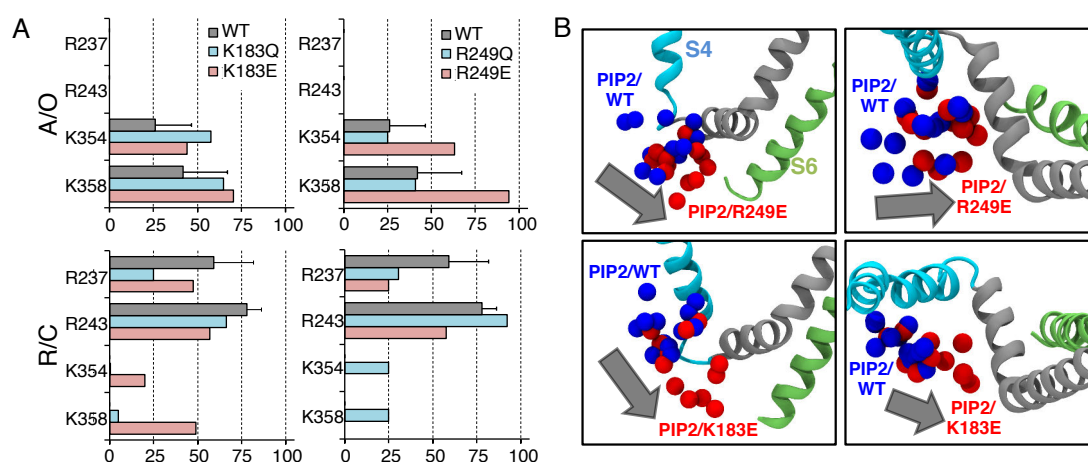 A
A/O
R237
R243
K354
K358
WT
K183Q
K183E
0 25 50 75 100
R237
R243
K354
K358
WT
R249Q
R249E
0 25 50 75 100
R/C
R237
R243
K354
K358
0 25 50 75 100
R237
R243
K354
K358
0 25 50 75 100
B
S4
PIP2/
WT
S6
PIP2/R249E
PIP2/
WT
PIP2/
R249E
PIP2/WT
PIP2/K183E
PIP2/
WT
PIP2/
K183E